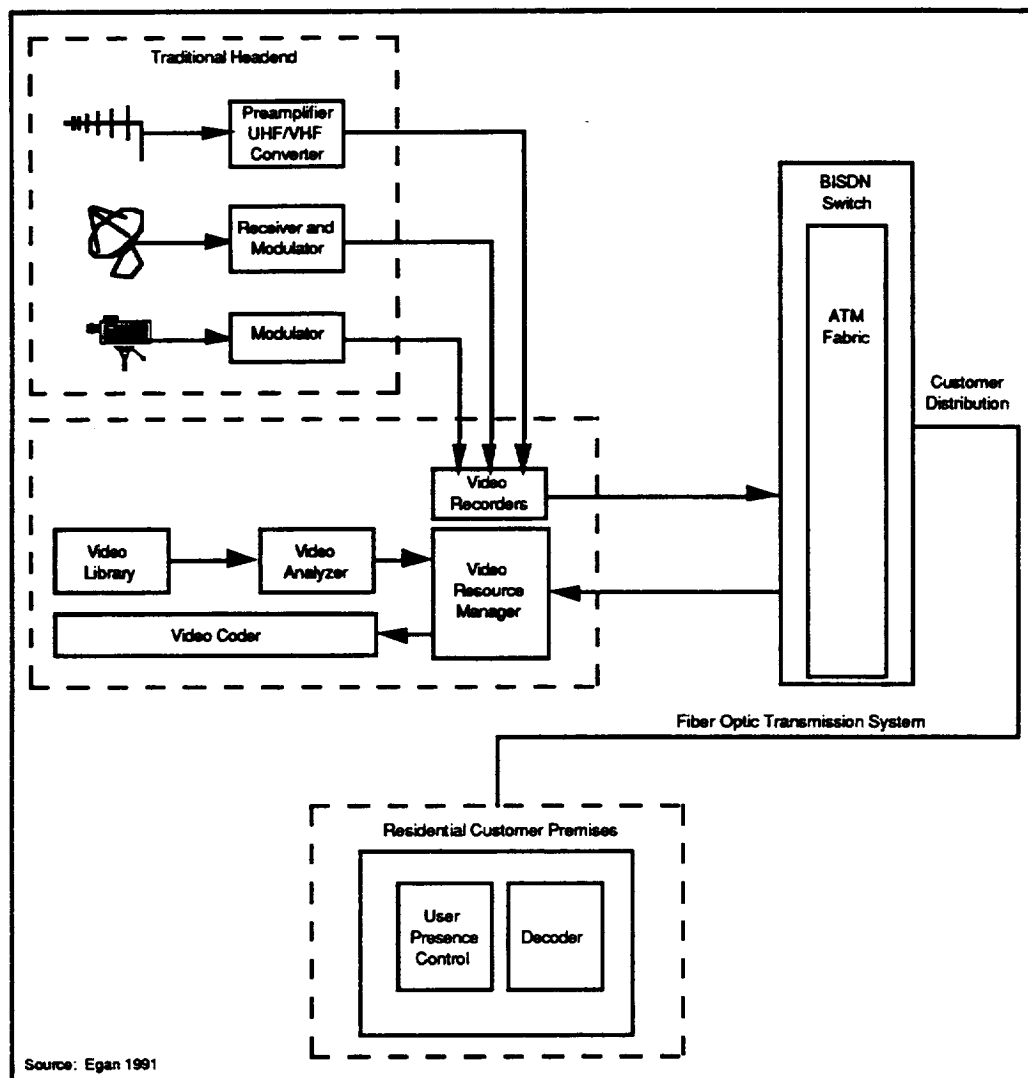 Traditional Headend
Preamplifier
UHF/VHF
Converter
Receiver and
Modulator
Modulator
BISDN
Switch
ATM
Fabric
Customer
Distribution
Video
Recorders
Video
Library
Video
Analyzer
Video
Resource
Manager
Video Coder
Fiber Optic Transmission System
Residential Customer Premises
User
Presence
Control
Decoder
Source: Egan 1991